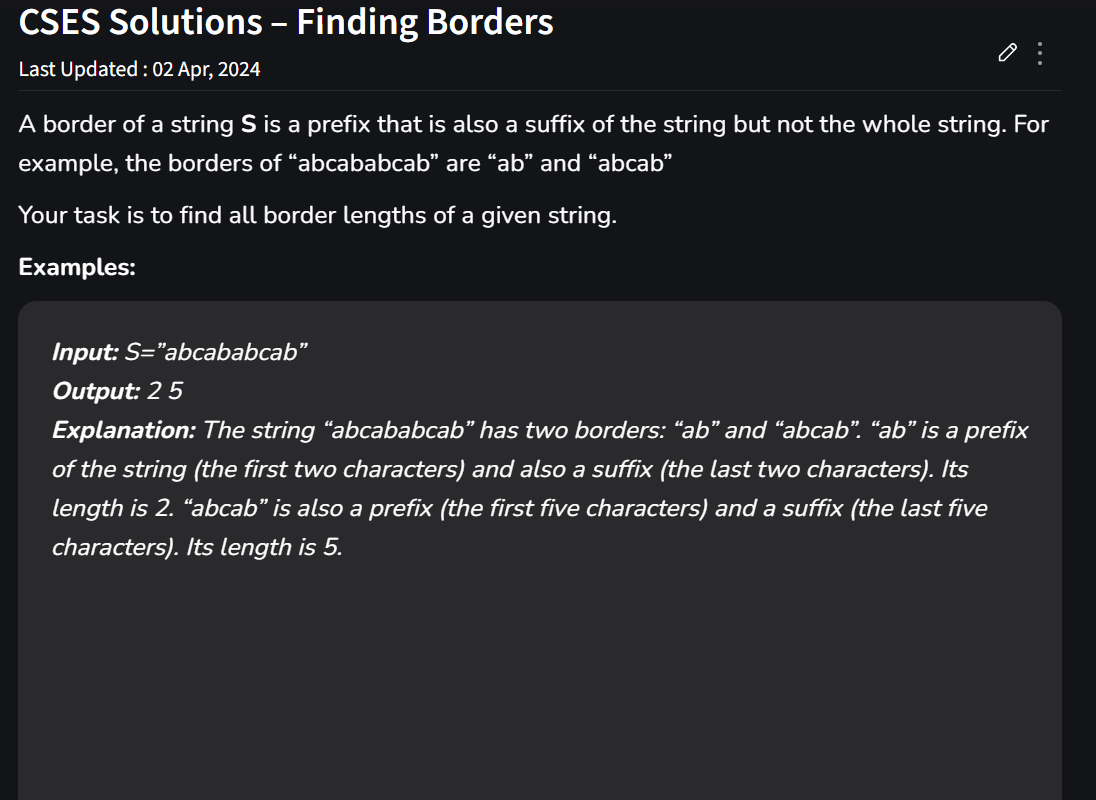 CSES Solutions – Finding Borders
Last Updated : 02 Apr, 2024
A border of a string S is a prefix that is also a suffix of the string but not the whole string. For
example, the borders of “abcababcab” are “ab” and “abcab”
Your task is to find all border lengths of a given string.
Examples:
Input: S=”abcababcab”
Output: 2 5
Explanation: The string “abcababcab” has two borders: “ab” and “abcab”. “ab” is a prefix
of the string (the first two characters) and also a suffix (the last two characters). Its
length is 2. “abcab” is also a prefix (the first five characters) and a suffix (the last five
characters). Its length is 5.